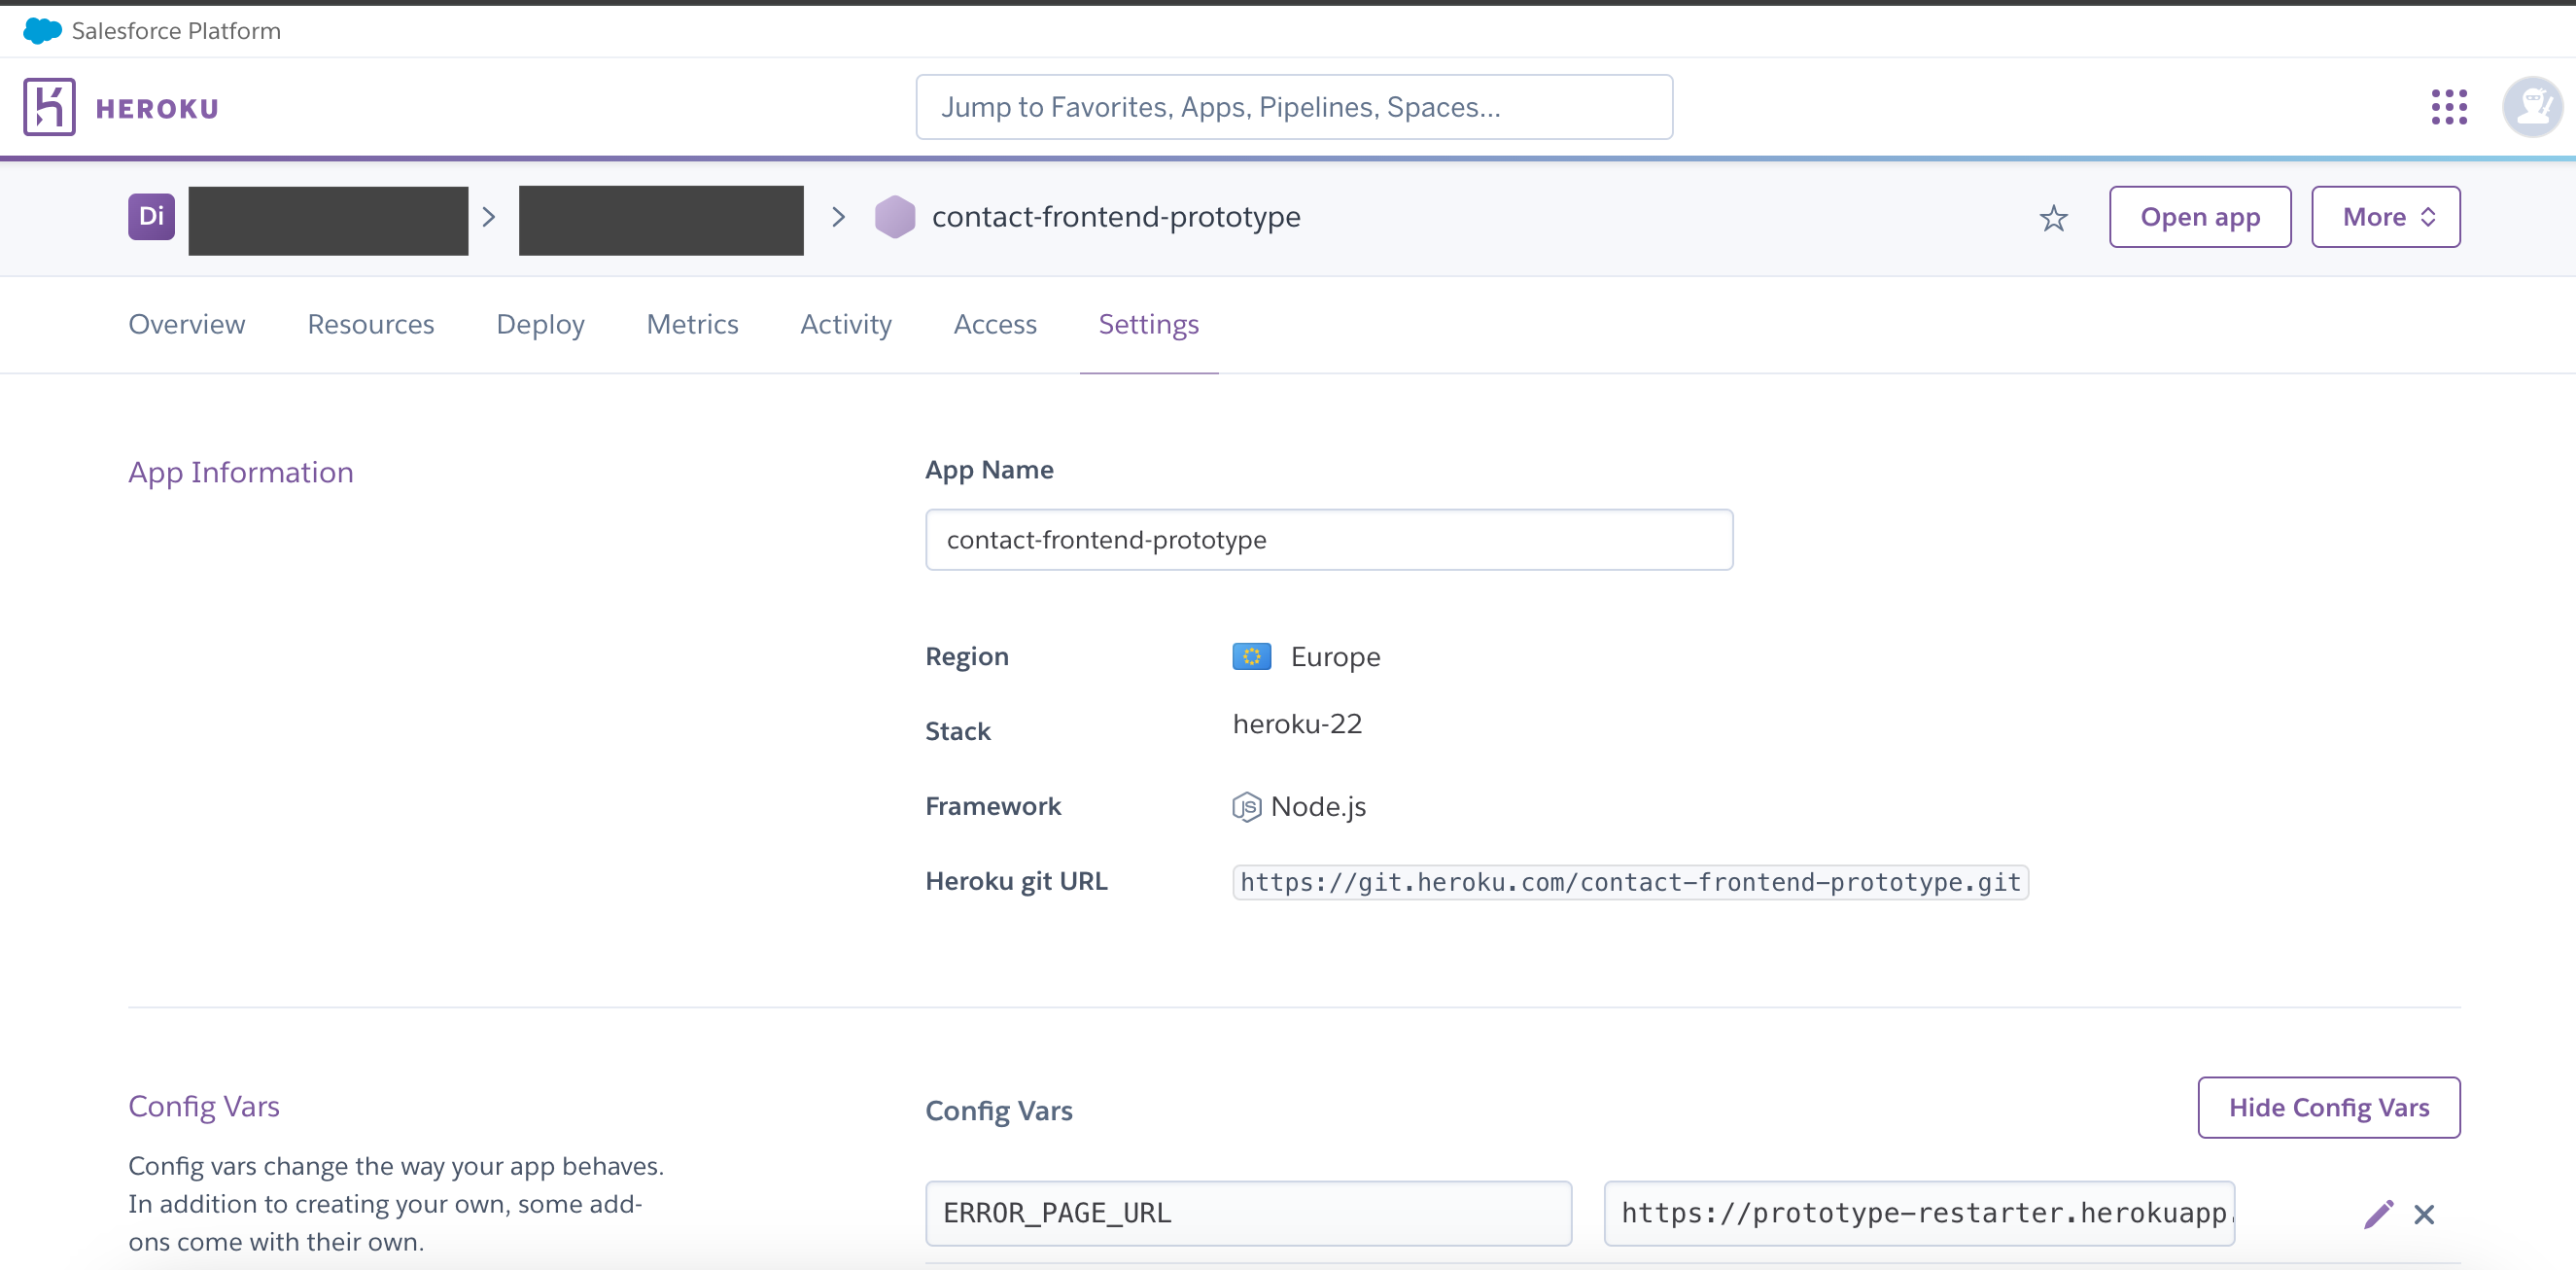 Salesforce Platform
HEROKU
Jump to Favorites, Apps, Pipelines, Spaces...
Di > > contact-frontend-prototype
Open app
More
Overview Resources Deploy Metrics Activity Access Settings
App Information
App Name
contact-frontend-prototype
Region Europe
Stack heroku-22
Framework JS Node.js
Heroku git URL https://git.heroku.com/contact-frontend-prototype.git
Config Vars
Config vars change the way your app behaves.
In addition to creating your own, some add-
ons come with their own.
Config Vars
Hide Config Vars
ERROR_PAGE_URL https://prototype-restarter.herokuapp.